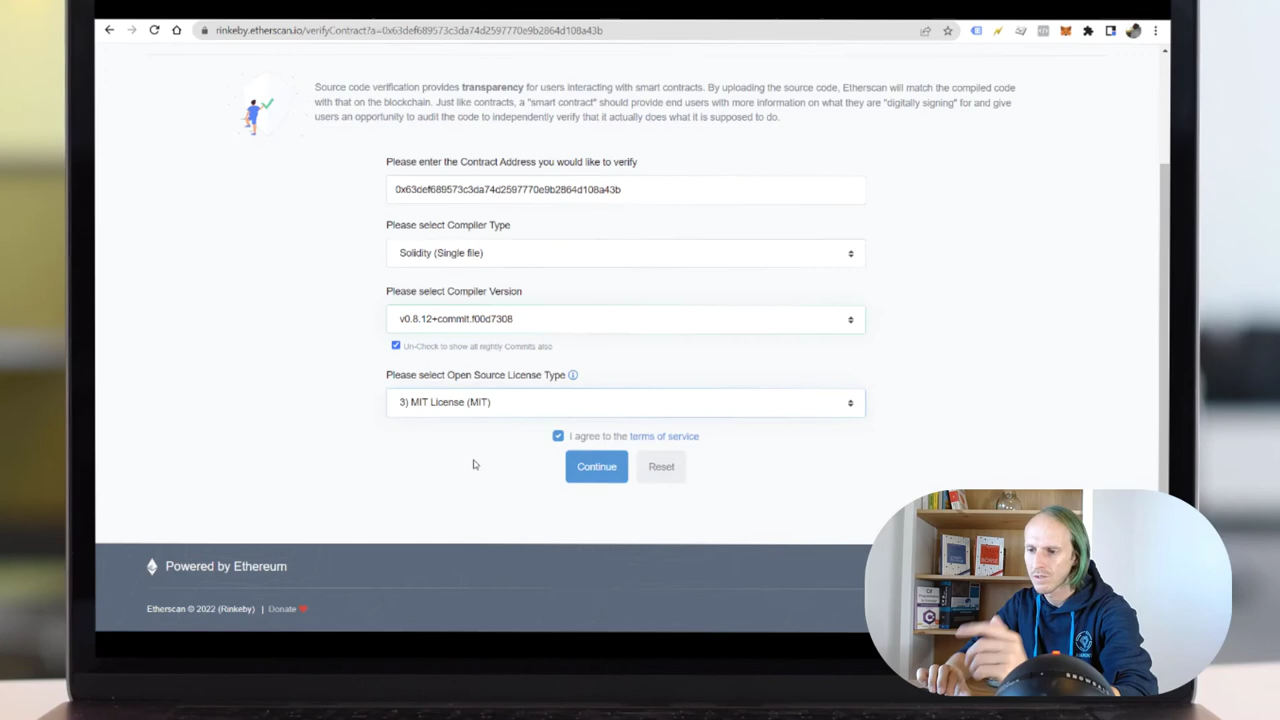 rinkeby.etherscan.io/verifyContract?a=0x63def689573c3da74d2597770e9b2864d108a43b
Source code verification provides transparency for users interacting with smart contracts. By uploading the source code, Etherscan will match the compiled code
with that on the blockchain. Just like contracts, a "smart contract" should provide end users with more information on what they are "digitally signing" for and give
users an opportunity to audit the code to independently verify that it actually does what it is supposed to do.
Please enter the Contract Address you would like to verify
0x63def689573c3da74d2597770e9b2864d108a43b
Please select Compiler Type
Solidity (Single file)
Please select Compiler Version
v0.8.12+commit.f00d7308
Un-Check to show all nightly Commits also
Please select Open Source License Type
3) MIT License (MIT)
I agree to the terms of service
Continue
Reset
Powered by Ethereum
Etherscan © 2022 (Rinkeby) | Donate